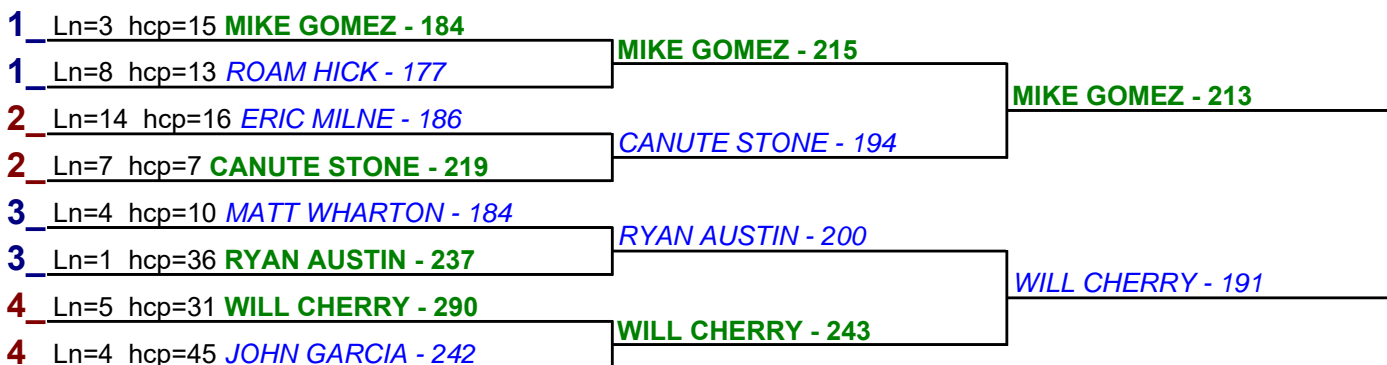 1_ Ln=3 hcp=15 MIKE GOMEZ - 184
MIKE GOMEZ - 215
1_ Ln=8 hcp=13 ROAM HICK - 177
MIKE GOMEZ - 213
2_ Ln=14 hcp=16 ERIC MILNE - 186
CANUTE STONE - 194
2_ Ln=7 hcp=7 CANUTE STONE - 219
3_ Ln=4 hcp=10 MATT WHARTON - 184
RYAN AUSTIN - 200
3_ Ln=1 hcp=36 RYAN AUSTIN - 237
WILL CHERRY - 191
4_ Ln=5 hcp=31 WILL CHERRY - 290
WILL CHERRY - 243
4 Ln=4 hcp=45 JOHN GARCIA - 242